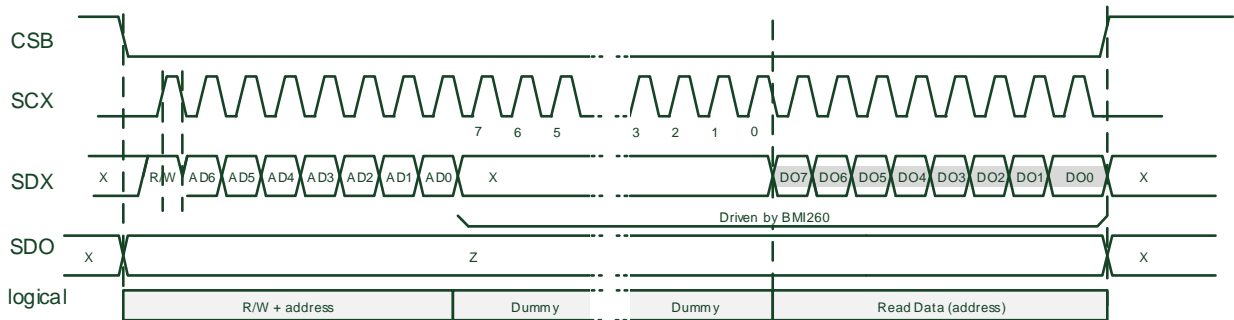 CSB
SCX
7 6 5 3 2 1 0
SDX X R/W AD6 AD5 AD4 AD3 AD2 AD1 AD0 X DO7 DO6 DO5 DO4 DO3 DO2 DO1 DO0 X
Driven by BMI260
SDO X Z X
logical R/W + address Dummy Dummy Read Data (address)